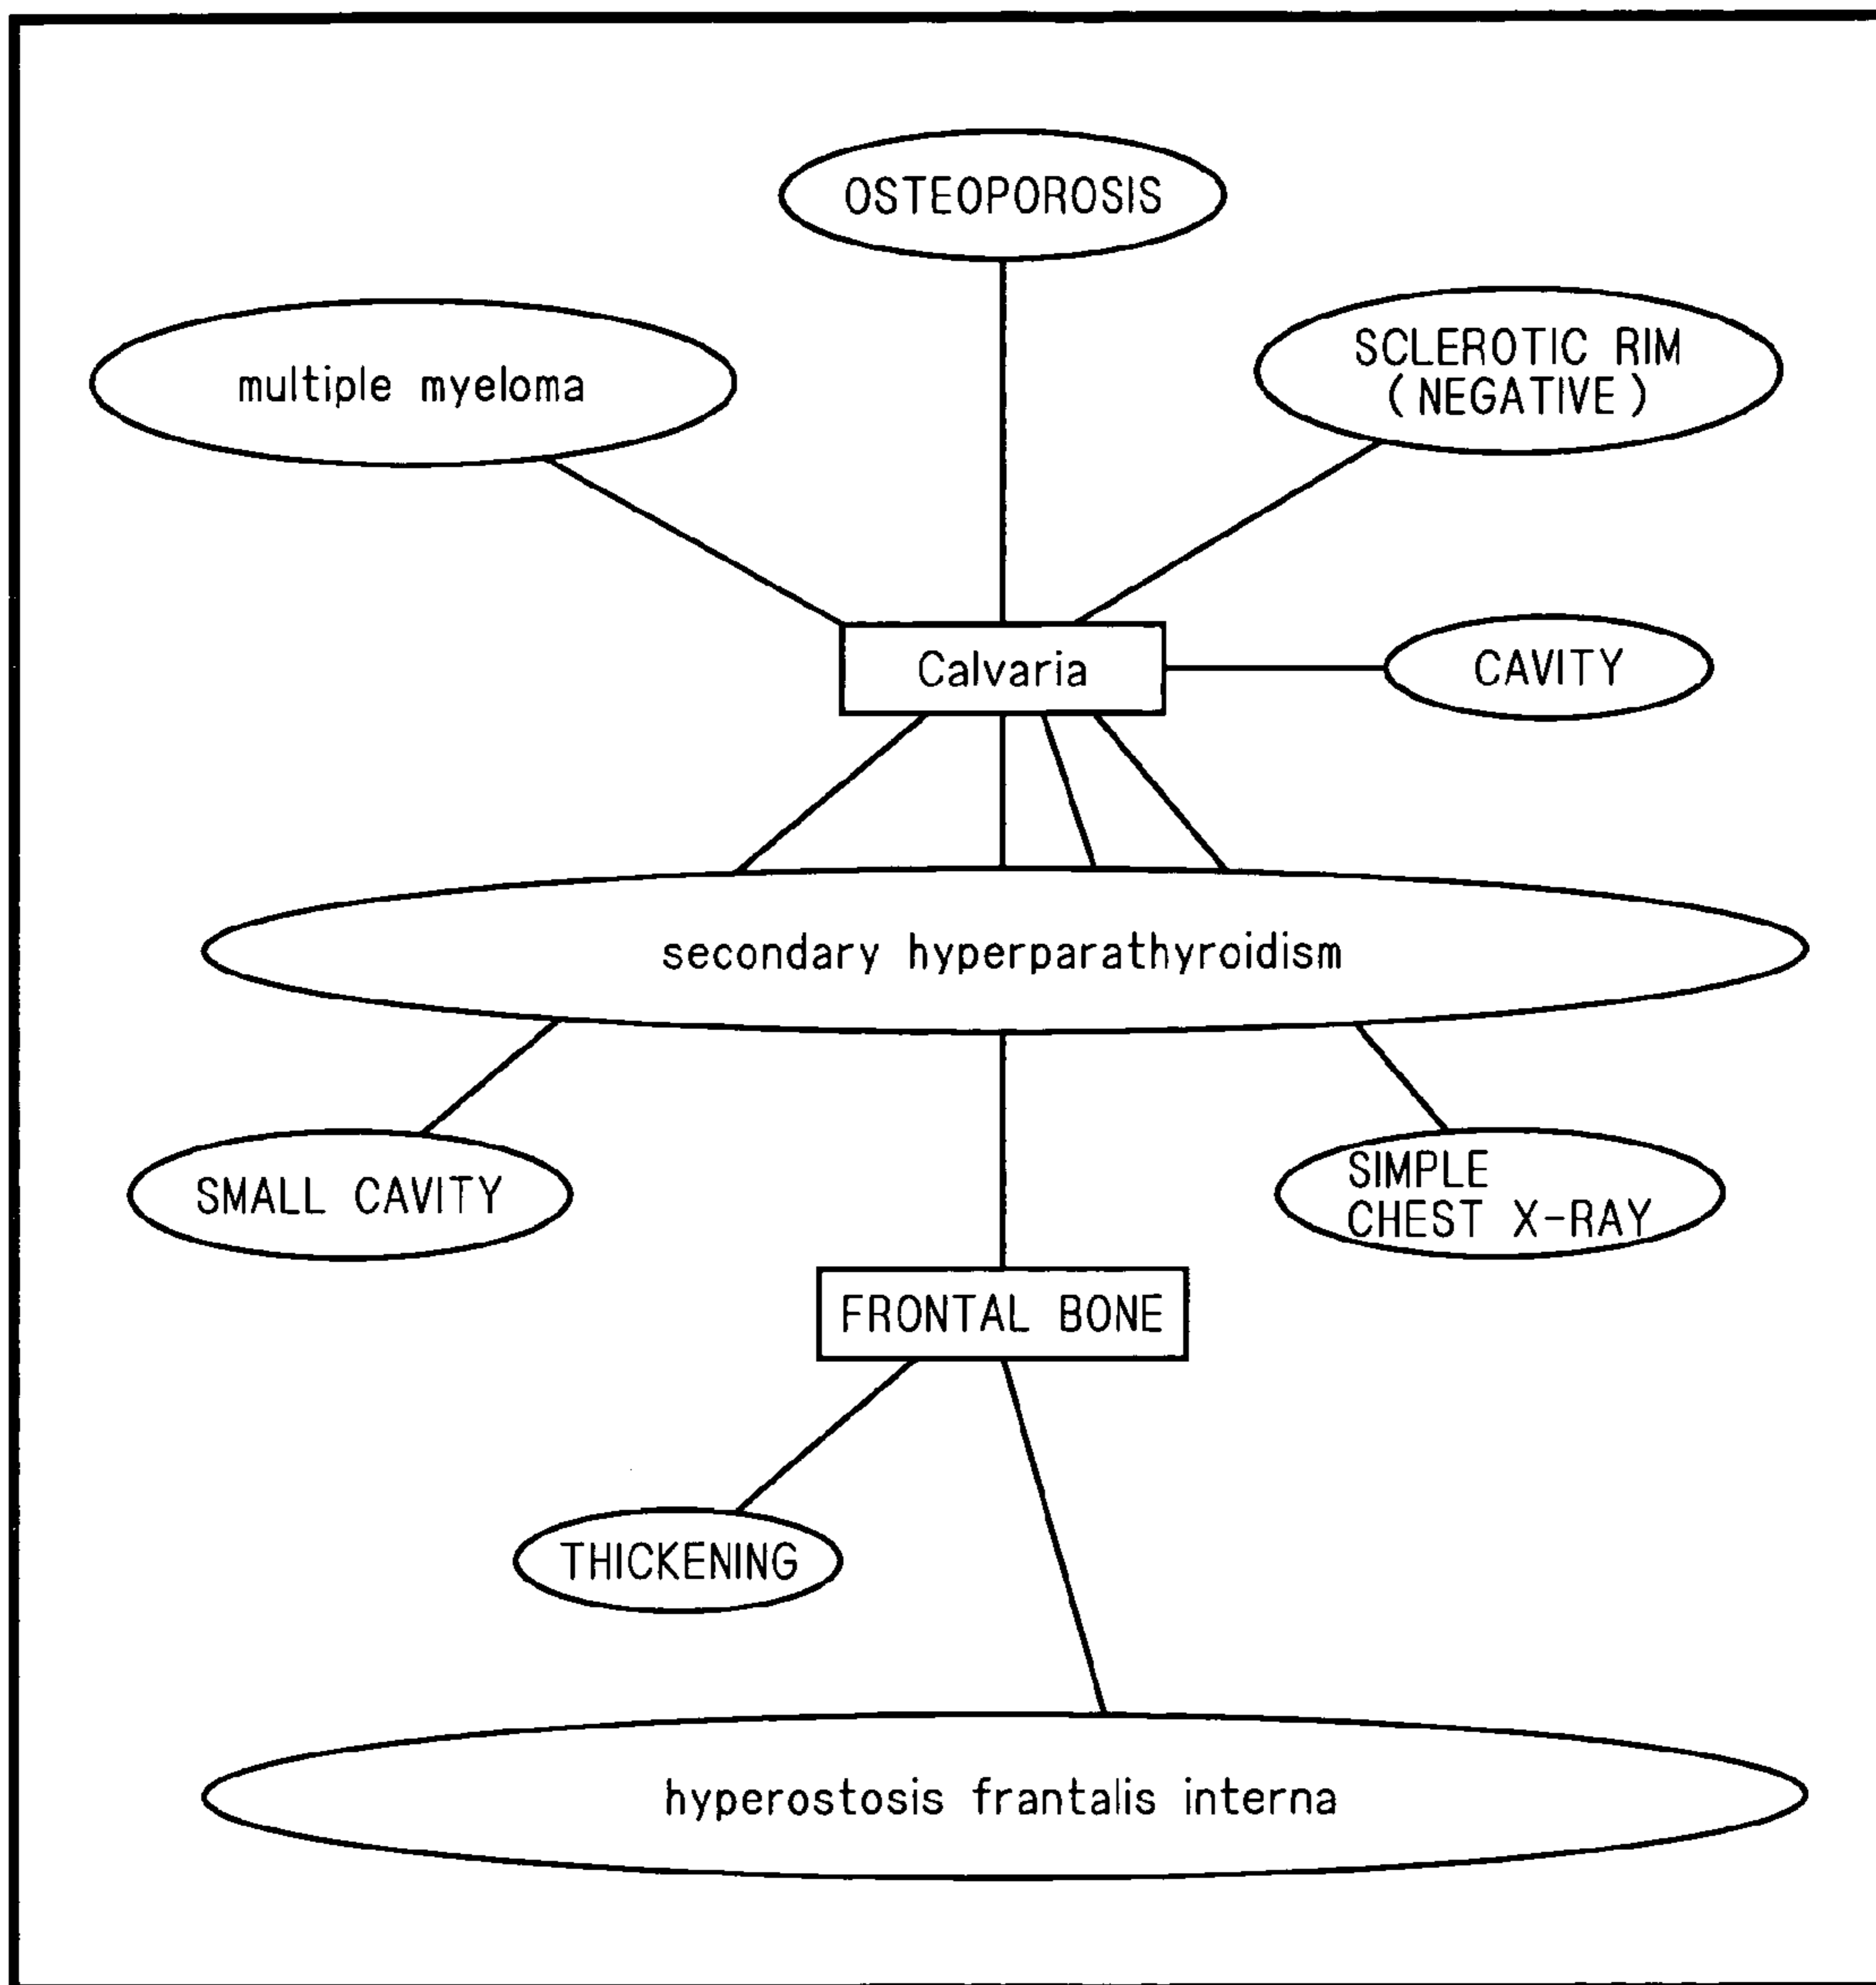 OSTEOPOROSIS
multiple myeloma
SCLEROTIC RIM
(NEGATIVE)
Calvaria
CAVITY
secondary hyperparathyroidism
SMALL CAVITY
SIMPLE
CHEST X-RAY
FRONTAL BONE
THICKENING
hyperostosis frantalis interna